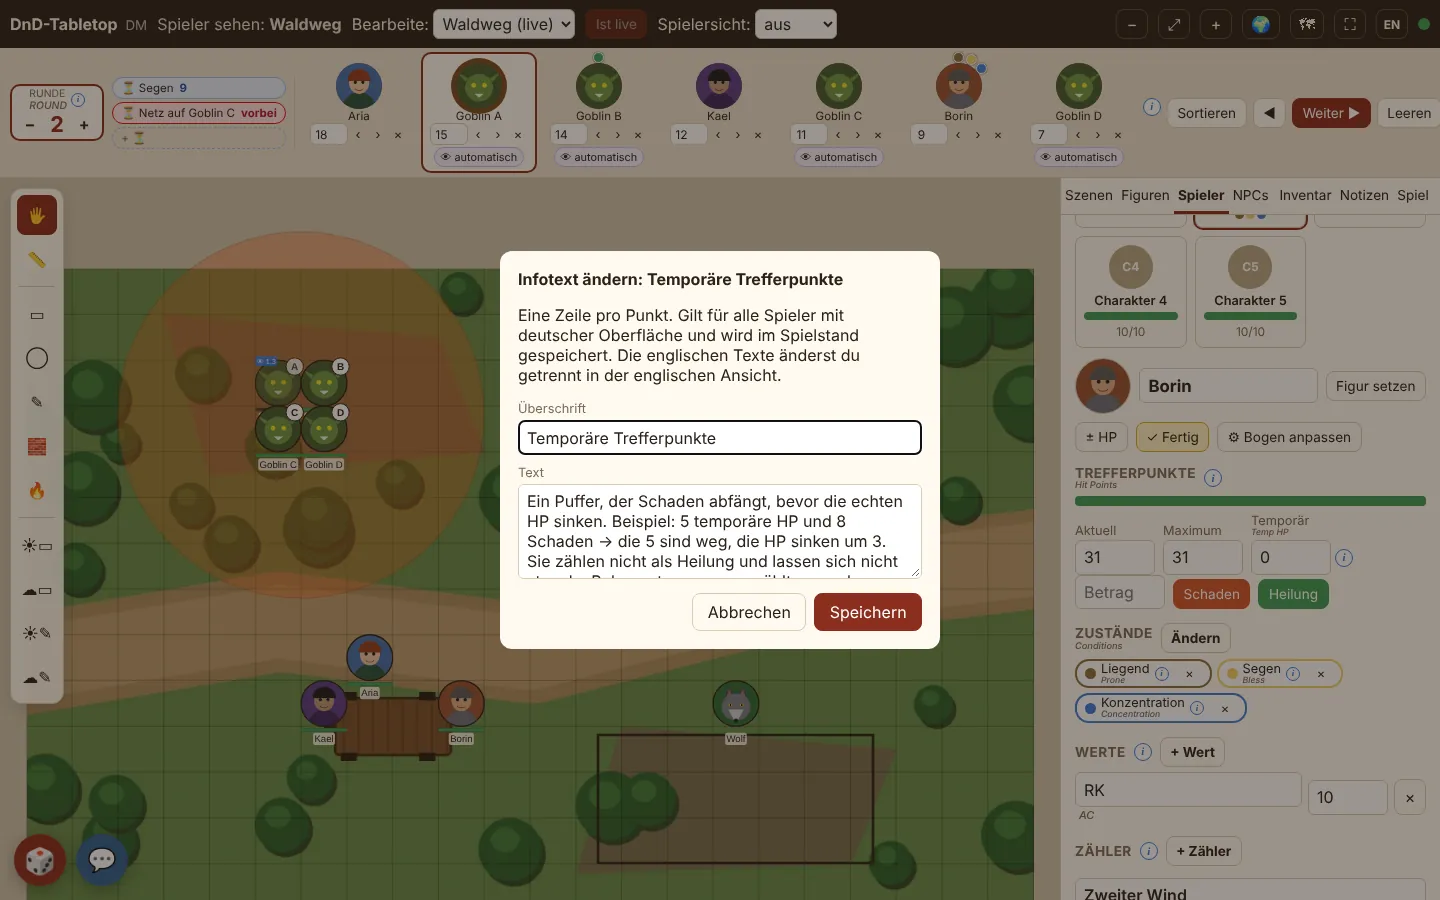 DnD-Tabletop DM Spieler sehen: Waldweg Bearbeite: Waldweg (live) Ist live Spielersicht: aus − + EN
RUNDE
ROUND i
− 2 +
Segen 9
Netz auf Goblin C vorbei
+
Aria
18 ‹ › ×
Goblin A
15 ‹ › ×
automatisch
Goblin B
14 ‹ › ×
automatisch
Kael
12 ‹ › ×
Goblin C
11 ‹ › ×
automatisch
Borin
9 ‹ › ×
Goblin D
7 ‹ › ×
automatisch
i Sortieren ◀ Weiter ▶ Leeren
Szenen Figuren Spieler NPCs Inventar Notizen Spiel
A B
C D
Goblin C Goblin D
Aria
Kael
Borin
Wolf
Infotext ändern: Temporäre Trefferpunkte
Eine Zeile pro Punkt. Gilt für alle Spieler mit
deutscher Oberfläche und wird im Spielstand
gespeichert. Die englischen Texte änderst du
getrennt in der englischen Ansicht.
Überschrift
Temporäre Trefferpunkte
Text
Ein Puffer, der Schaden abfängt, bevor die echten
HP sinken. Beispiel: 5 temporäre HP und 8
Schaden → die 5 sind weg, die HP sinken um 3.
Sie zählen nicht als Heilung und lassen sich nicht
Abbrechen Speichern
C4
Charakter 4
10/10
C5
Charakter 5
10/10
Borin Figur setzen
± HP ✓ Fertig ⚙ Bogen anpassen
TREFFERPUNKTE i
Hit Points
Aktuell Maximum Temporär
Temp HP
31 31 0 i
Betrag Schaden Heilung
ZUSTÄNDE Ändern
Conditions
Liegend i ×
Prone
Segen i ×
Bless
Konzentration i ×
Concentration
WERTE i + Wert
RK 10 ×
AC
ZÄHLER i + Zähler
Zweiter Wind